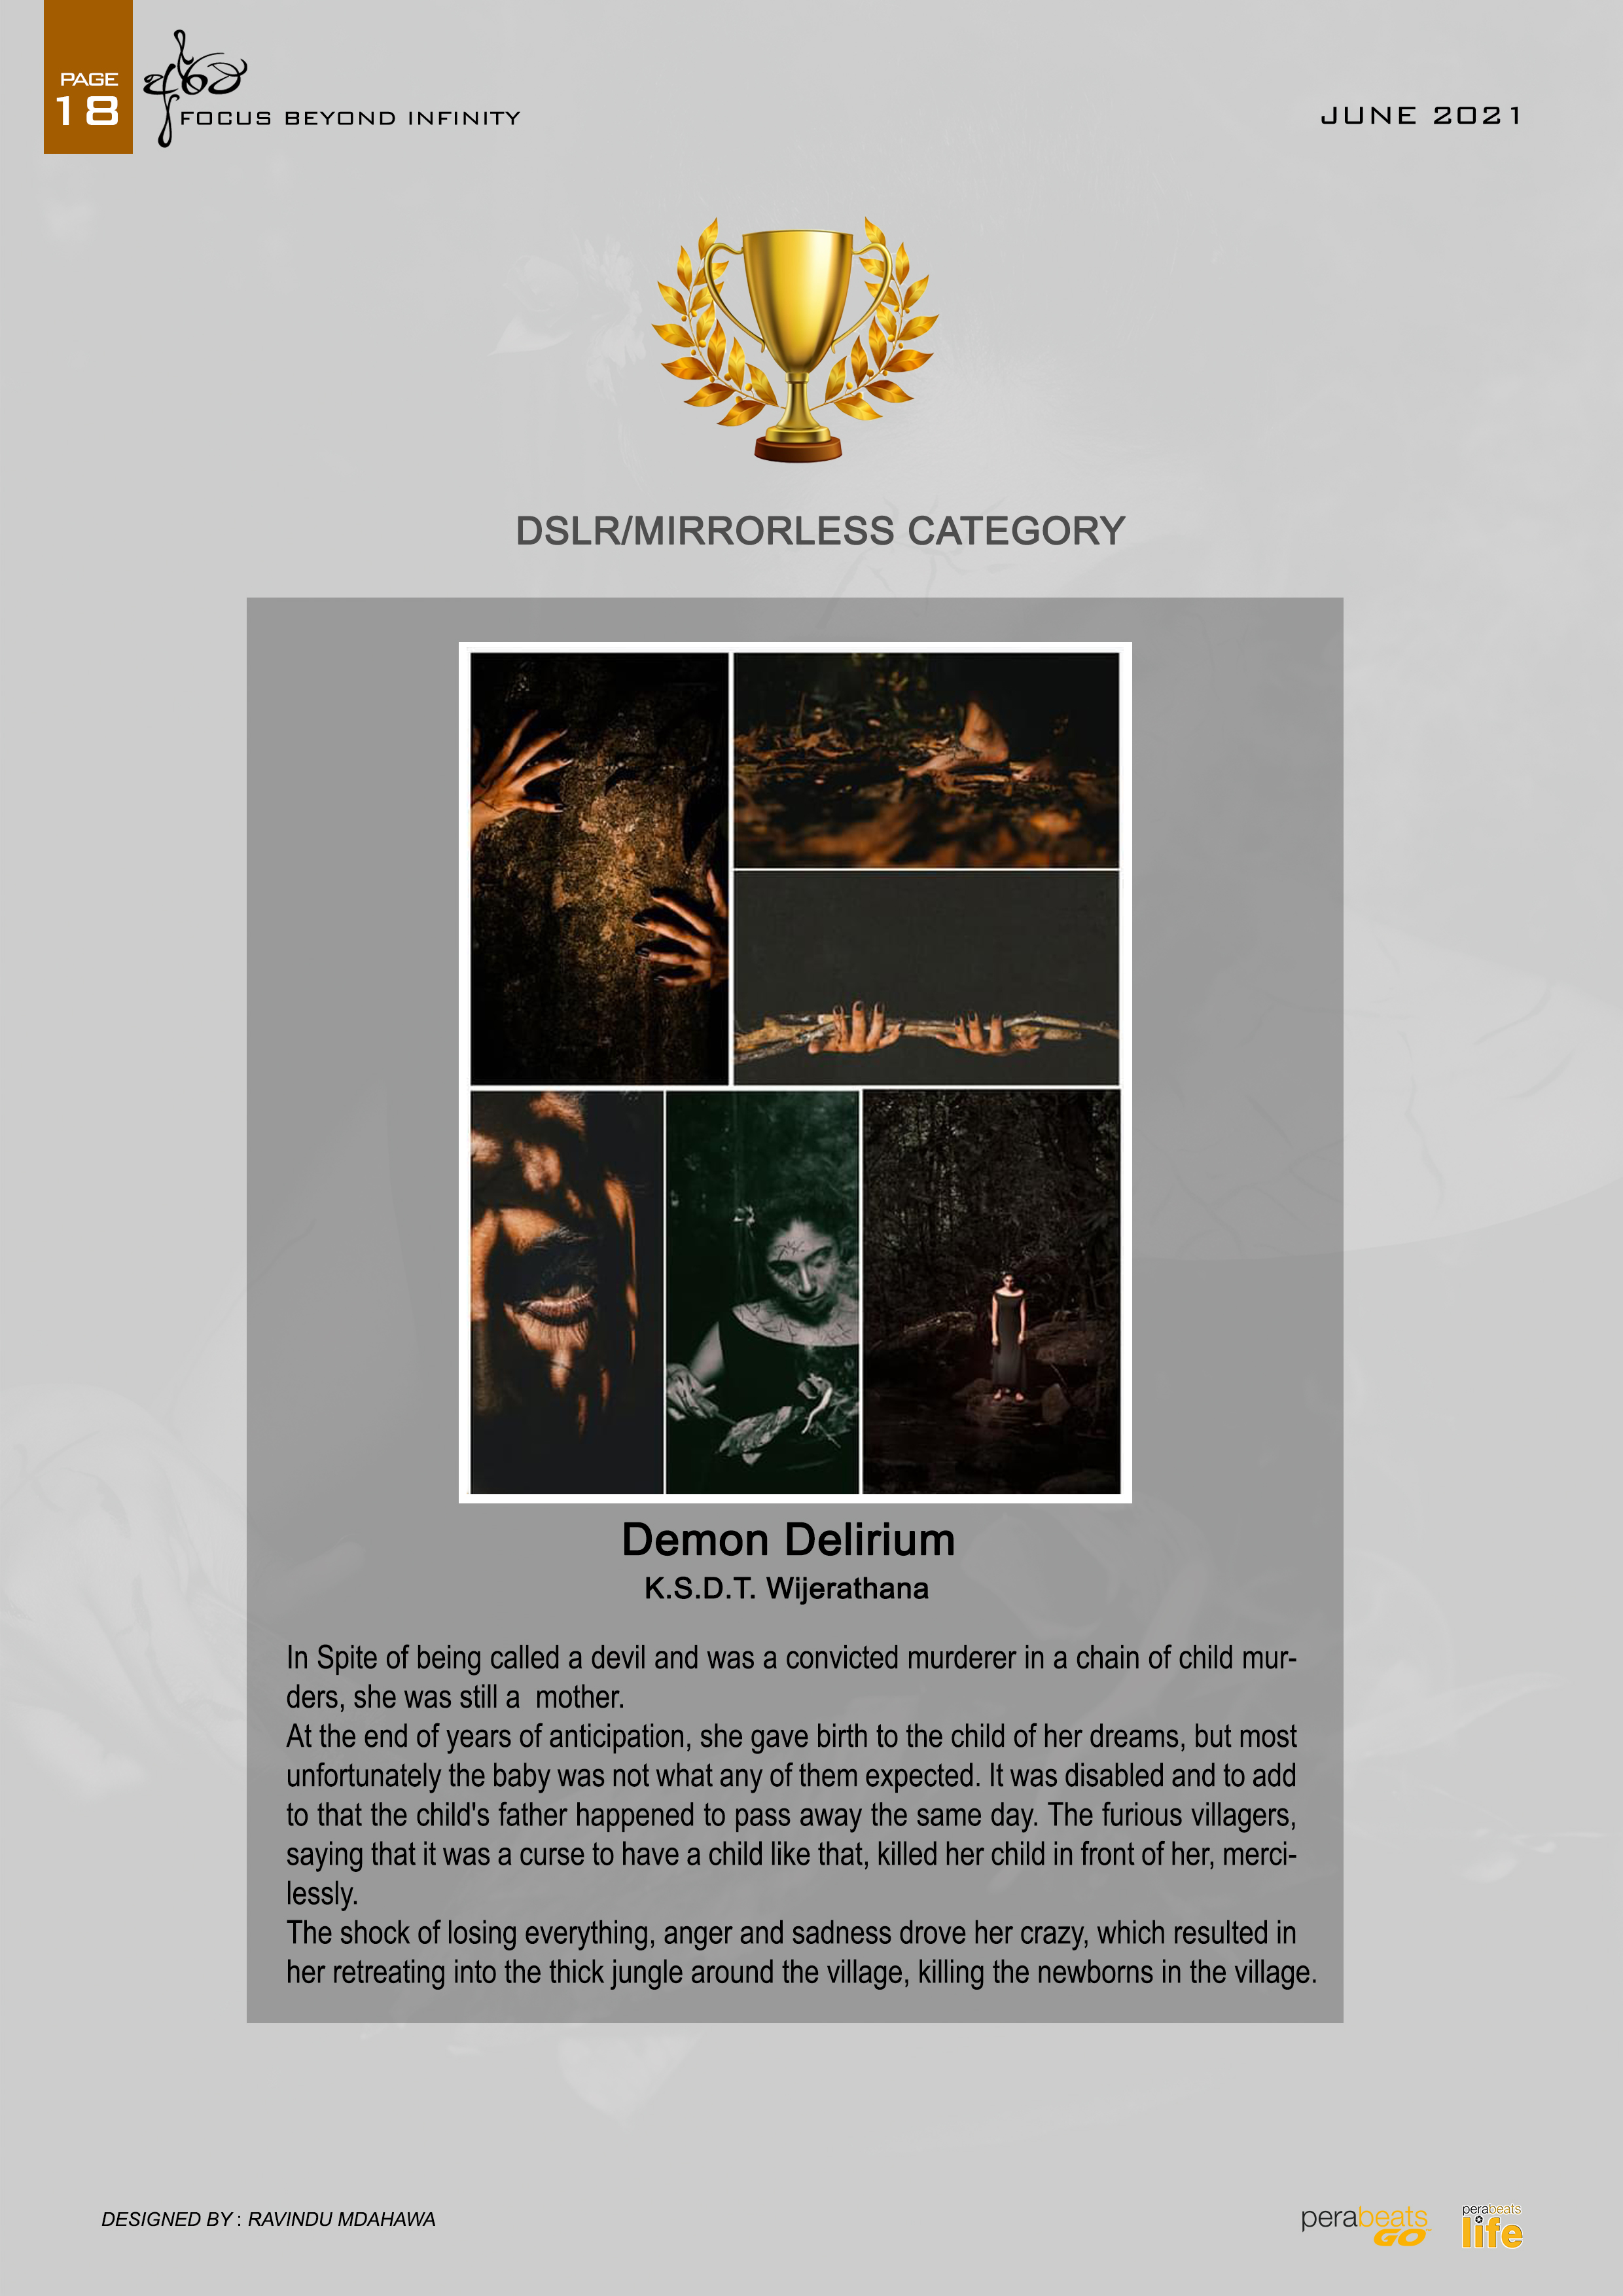 PAGE
18
FOCUS BEYOND INFINITY
JUNE 2021
DSLR/MIRRORLESS CATEGORY
Demon Delirium
K.S.D.T. Wijerathana
In Spite of being called a devil and was a convicted murderer in a chain of child mur-
ders, she was still a  mother.
At the end of years of anticipation, she gave birth to the child of her dreams, but most
unfortunately the baby was not what any of them expected. It was disabled and to add
to that the child's father happened to pass away the same day. The furious villagers,
saying that it was a curse to have a child like that, killed her child in front of her, merci-
lessly.
The shock of losing everything, anger and sadness drove her crazy, which resulted in
her retreating into the thick jungle around the village, killing the newborns in the village.
DESIGNED BY : RAVINDU MDAHAWA
perabeats
GO
perabeats
life